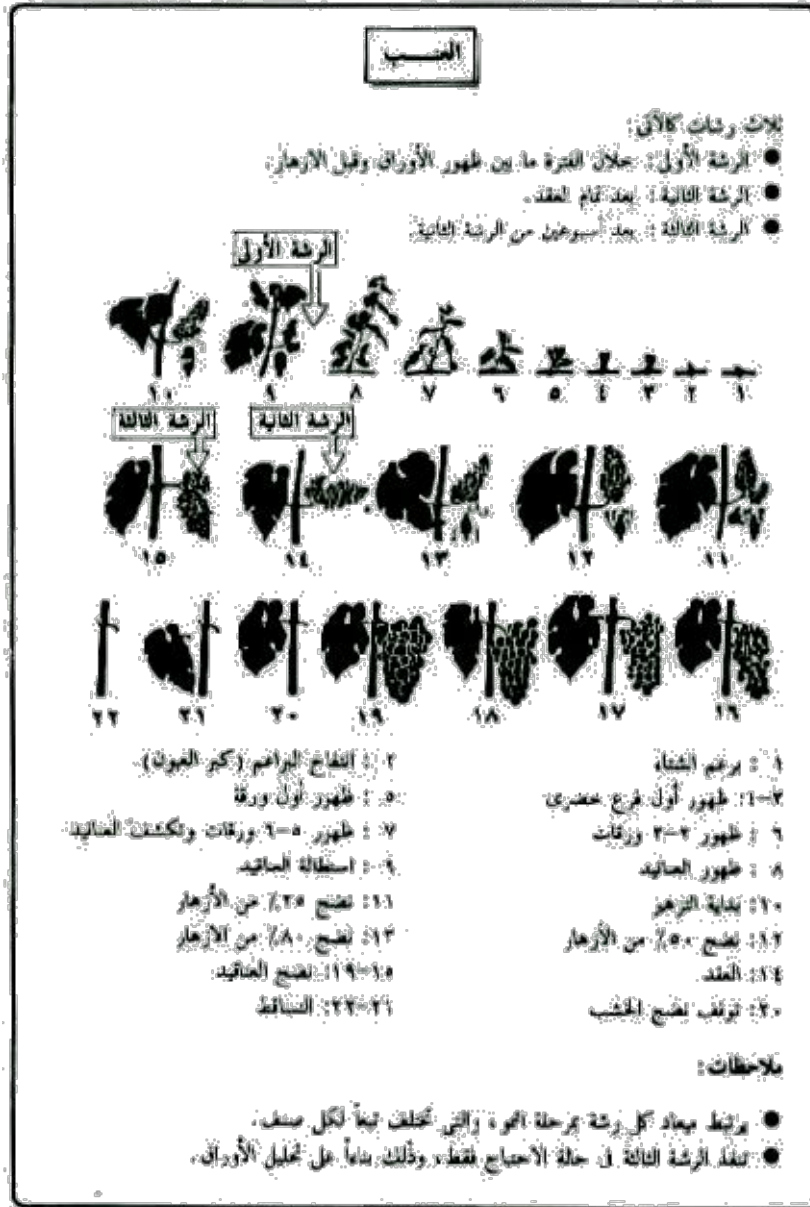 العنـــب
ثلاث رشات كالآتي:
● الرشة الأولى: خلال الفترة ما بين ظهور الأوراق وقبل الازهار.
● الرشة الثانية: بعد تمام العقد.
● الرشة الثالثة: بعد أسبوعين من الرشة الثانية.
الرشة الأولى
١ ٢ ٣ ٤ ٥ ٦ ٧ ٨ ٩ ١٠
الرشة الثانية الرشة الثالثة
١١ ١٢ ١٣ ١٤ ١٥
١٦ ١٧ ١٨ ١٩ ٢٠ ٢١ ٢٢
١ : برعم الشتاء ٢ : انتفاخ البراعم (كبر العيون)
٣-٤: ظهور أول فرع خضري ٥ : ظهور أول ورقة
٦ : ظهور ٢-٣ ورقات ٧ : ظهور ٥-٦ ورقات وتكشف العناقيد
٨ : ظهور العناقيد ٩ : استطالة العناقيد
١٠: بداية التزهير ١١: تفتح ٢٥٪ من الأزهار
١٢: تفتح ٥٠٪ من الأزهار ١٣: تفتح ٨٠٪ من الازهار
١٤: العقد ١٥-١٩: نضج العناقيد
٢٠: توقف نضج الخشب ٢١-٢٢: التساقط
ملاحظات:
● يرتبط ميعاد كل رشة بمرحلة النمو، والتي تختلف تبعاً لكل صنف.
● تنفذ الرشة الثالثة في حالة الاحتياج فقط، وذلك بناءاً على تحليل الأوراق.